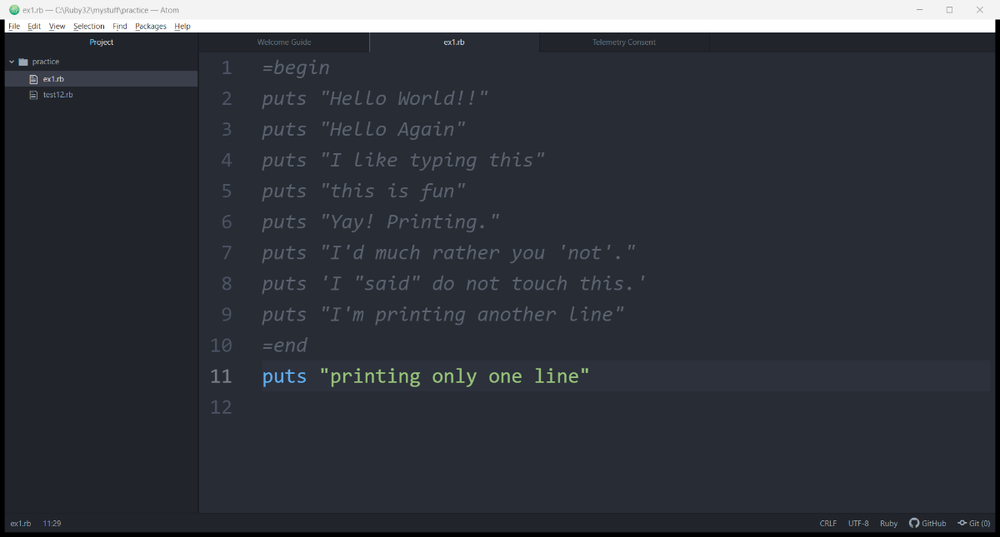 ex1.rb — C:\Ruby32\mystuff\practice — Atom
File Edit View Selection Find Packages Help
Project
Welcome Guide
ex1.rb
Telemetry Consent
practice
ex1.rb
test12.rb
1 =begin
2 puts "Hello World!!"
3 puts "Hello Again"
4 puts "I like typing this"
5 puts "this is fun"
6 puts "Yay! Printing."
7 puts "I'd much rather you 'not'."
8 puts 'I "said" do not touch this.'
9 puts "I'm printing another line"
10 =end
11 puts "printing only one line"
12
ex1.rb 11:29 CRLF UTF-8 Ruby GitHub Git (0)